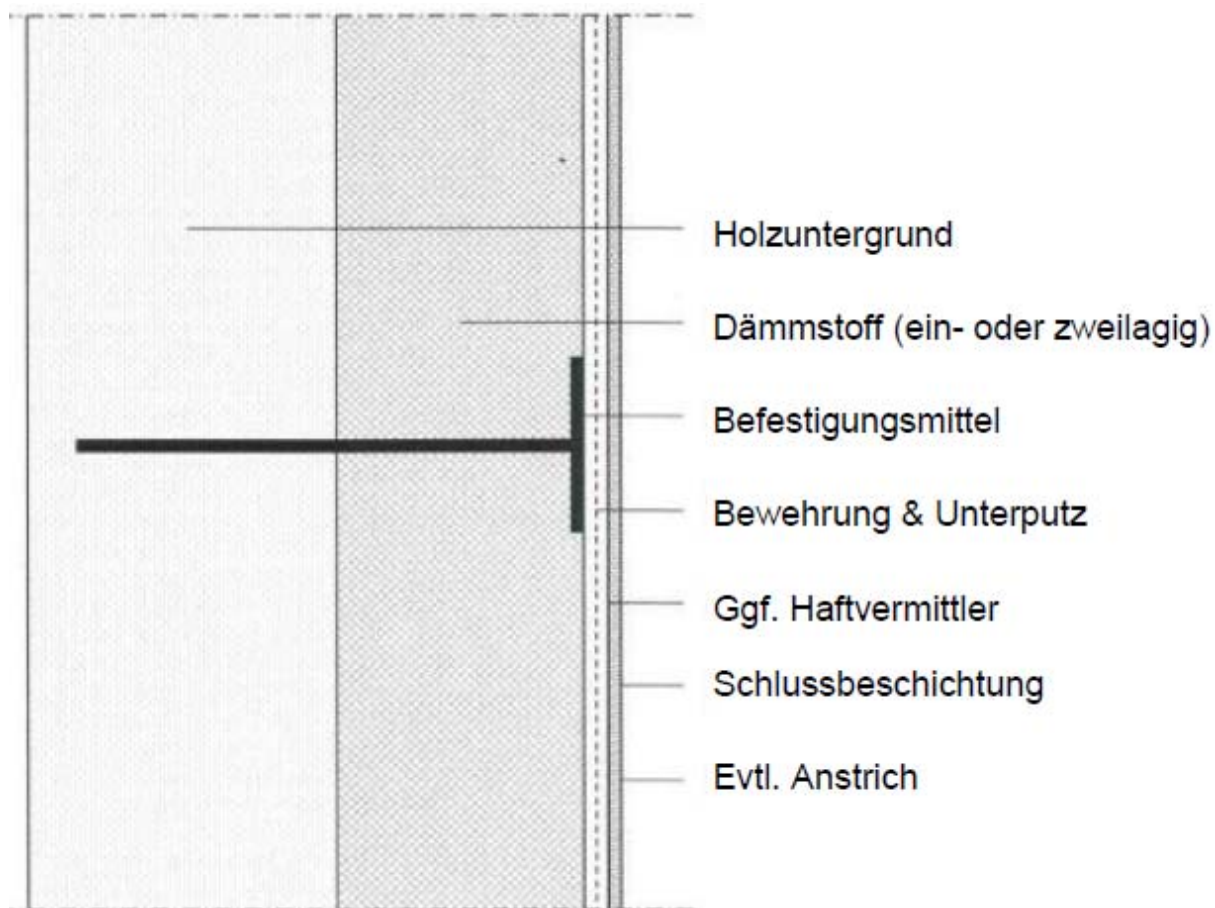 Holzuntergrund
Dämmstoff (ein- oder zweilagig)
Befestigungsmittel
Bewehrung & Unterputz
Ggf. Haftvermittler
Schlussbeschichtung
Evtl. Anstrich